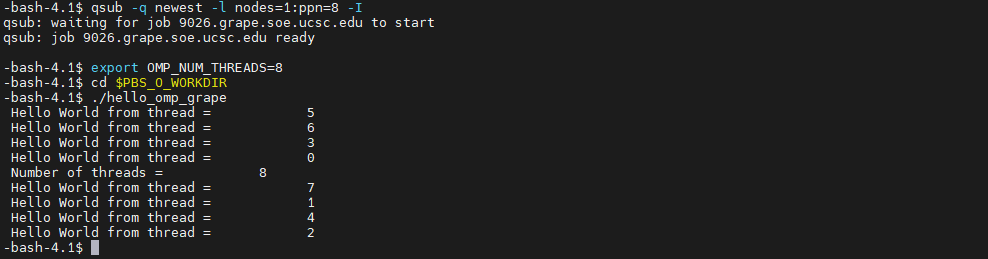 -bash-4.1$ qsub -q newest -l nodes=1:ppn=8 -I
qsub: waiting for job 9026.grape.soe.ucsc.edu to start
qsub: job 9026.grape.soe.ucsc.edu ready

-bash-4.1$ export OMP_NUM_THREADS=8
-bash-4.1$ cd $PBS_O_WORKDIR
-bash-4.1$ ./hello_omp_grape
 Hello World from thread =            5
 Hello World from thread =            6
 Hello World from thread =            3
 Hello World from thread =            0
 Number of threads =            8
 Hello World from thread =            7
 Hello World from thread =            1
 Hello World from thread =            4
 Hello World from thread =            2
-bash-4.1$